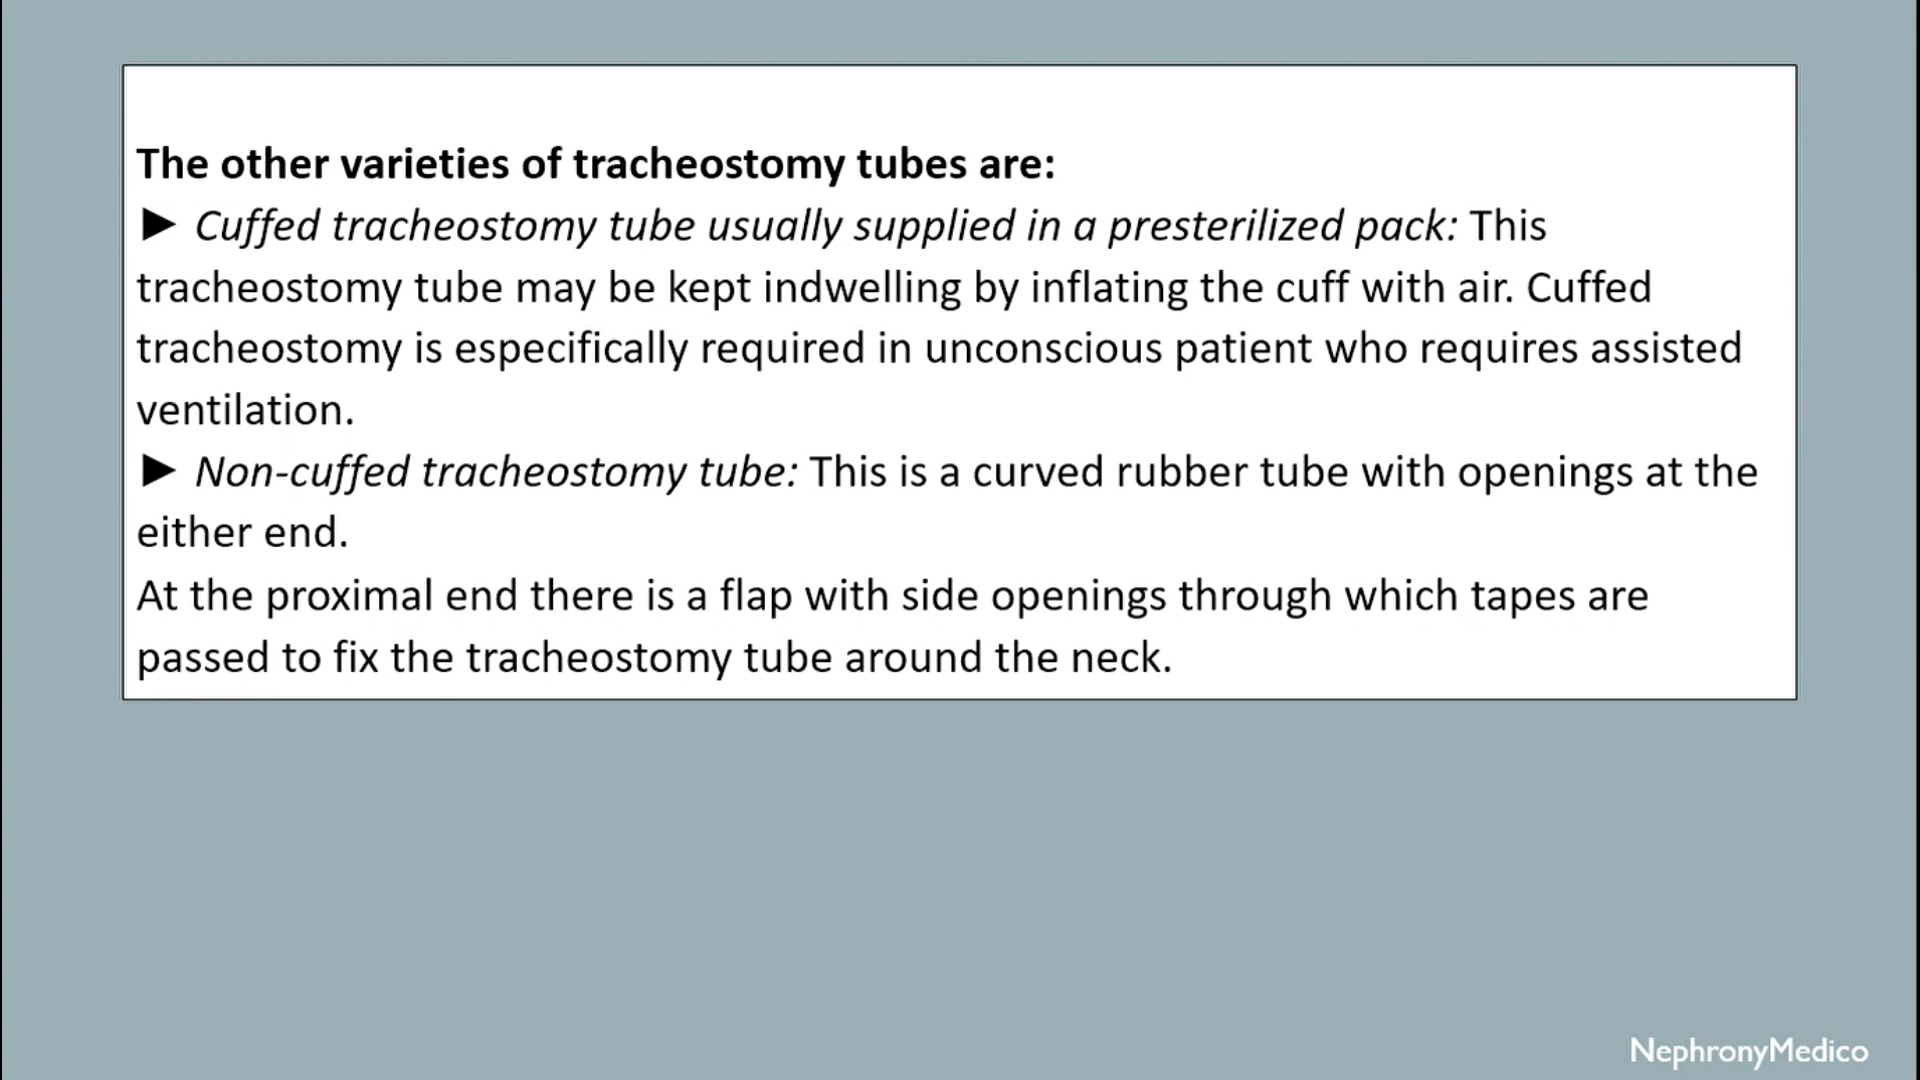 The other varieties of tracheostomy tubes are:
► Cuffed tracheostomy tube usually supplied in a presterilized pack: This
tracheostomy tube may be kept indwelling by inflating the cuff with air. Cuffed
tracheostomy is especifically required in unconscious patient who requires assisted
ventilation.
► Non-cuffed tracheostomy tube: This is a curved rubber tube with openings at the
either end.
At the proximal end there is a flap with side openings through which tapes are
passed to fix the tracheostomy tube around the neck.
NephronyMedico